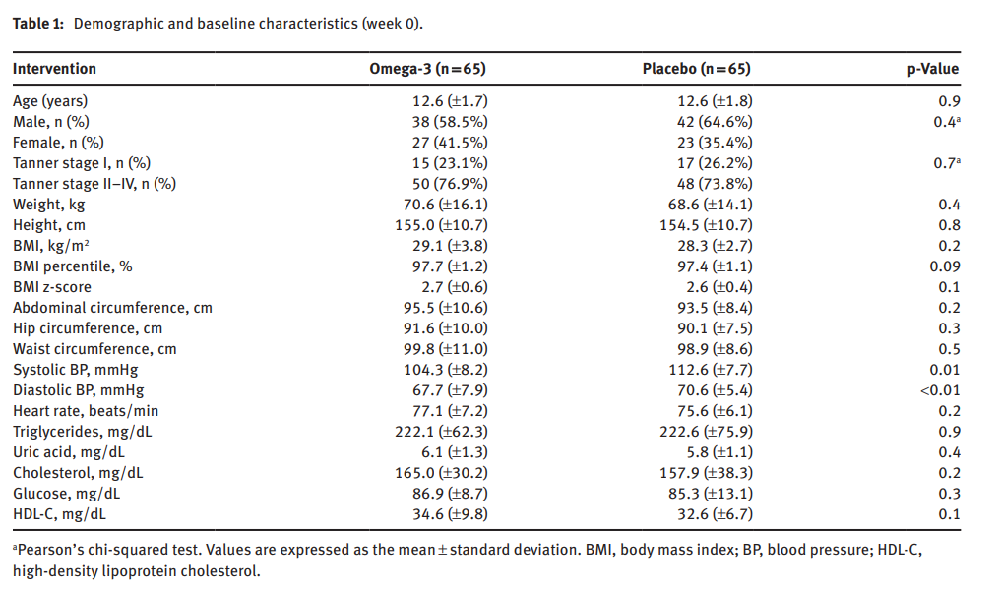 Table 1: Demographic and baseline characteristics (week 0).
Intervention Omega-3 (n=65) Placebo (n=65) p-Value
Age (years) 12.6 (±1.7) 12.6 (±1.8) 0.9
Male, n (%) 38 (58.5%) 42 (64.6%) 0.4ᵃ
Female, n (%) 27 (41.5%) 23 (35.4%)
Tanner stage I, n (%) 15 (23.1%) 17 (26.2%) 0.7ᵃ
Tanner stage II–IV, n (%) 50 (76.9%) 48 (73.8%)
Weight, kg 70.6 (±16.1) 68.6 (±14.1) 0.4
Height, cm 155.0 (±10.7) 154.5 (±10.7) 0.8
BMI, kg/m² 29.1 (±3.8) 28.3 (±2.7) 0.2
BMI percentile, % 97.7 (±1.2) 97.4 (±1.1) 0.09
BMI z-score 2.7 (±0.6) 2.6 (±0.4) 0.1
Abdominal circumference, cm 95.5 (±10.6) 93.5 (±8.4) 0.2
Hip circumference, cm 91.6 (±10.0) 90.1 (±7.5) 0.3
Waist circumference, cm 99.8 (±11.0) 98.9 (±8.6) 0.5
Systolic BP, mmHg 104.3 (±8.2) 112.6 (±7.7) 0.01
Diastolic BP, mmHg 67.7 (±7.9) 70.6 (±5.4) <0.01
Heart rate, beats/min 77.1 (±7.2) 75.6 (±6.1) 0.2
Triglycerides, mg/dL 222.1 (±62.3) 222.6 (±75.9) 0.9
Uric acid, mg/dL 6.1 (±1.3) 5.8 (±1.1) 0.4
Cholesterol, mg/dL 165.0 (±30.2) 157.9 (±38.3) 0.2
Glucose, mg/dL 86.9 (±8.7) 85.3 (±13.1) 0.3
HDL-C, mg/dL 34.6 (±9.8) 32.6 (±6.7) 0.1
ᵃPearson’s chi-squared test. Values are expressed as the mean ± standard deviation. BMI, body mass index; BP, blood pressure; HDL-C,
high-density lipoprotein cholesterol.